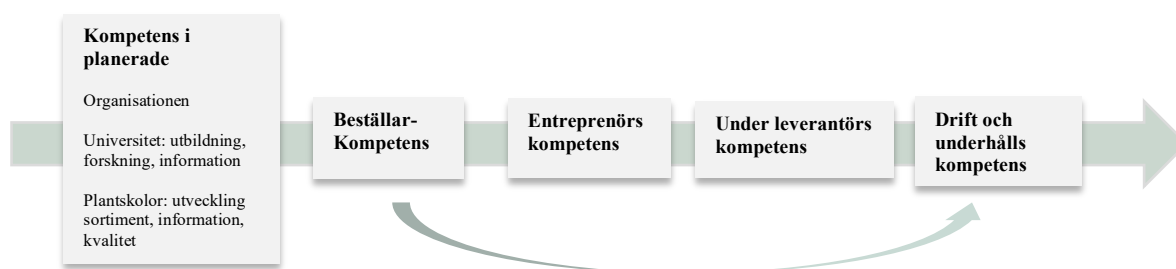 Kompetens i
planerade
Organisationen
Universitet: utbildning,
forskning, information
Plantskolor: utveckling
sortiment, information,
kvalitet
Beställar-
Kompetens
Entreprenörs
kompetens
Under leverantörs
kompetens
Drift och
underhålls
kompetens